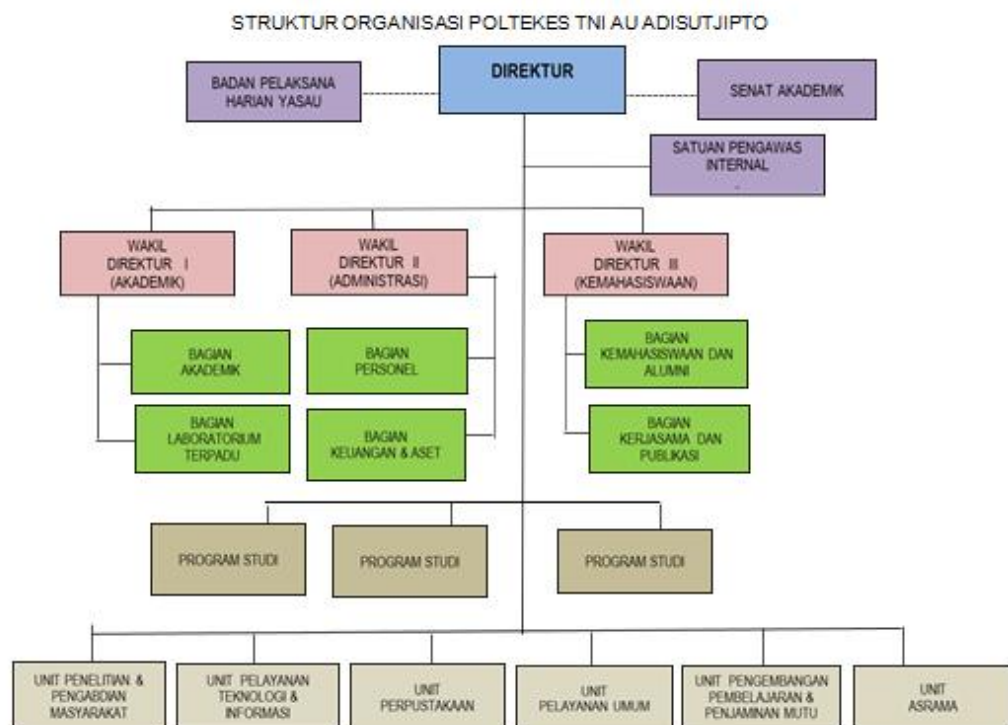 STRUKTUR ORGANISASI POLTEKES TNI AU ADISUTJIPTO
DIREKTUR
BADAN PELAKSANA
HARIAN YASAU
SENAT AKADEMIK
SATUAN PENGAWAS
INTERNAL
.
WAKIL
DIREKTUR I
(AKADEMIK)
WAKIL
DIREKTUR II
(ADMINISTRASI)
WAKIL
DIREKTUR III
(KEMAHASISWAAN)
BAGIAN
AKADEMIK
BAGIAN
PERSONEL
BAGIAN
KEMAHASISWAAN DAN
ALUMNI
BAGIAN
LABORATORIUM
TERPADU
BAGIAN
KEUANGAN & ASET
BAGIAN
KERJASAMA DAN
PUBLIKASI
PROGRAM STUDI
PROGRAM STUDI
PROGRAM STUDI
UNIT PENELITIAN &
PENGABDIAN
MASYARAKAT
UNIT PELAYANAN
TEKNOLOGI &
INFORMASI
UNIT
PERPUSTAKAAN
UNIT
PELAYANAN UMUM
UNIT PENGEMBANGAN
PEMBELAJARAN &
PENJAMINAN MUTU
UNIT
ASRAMA